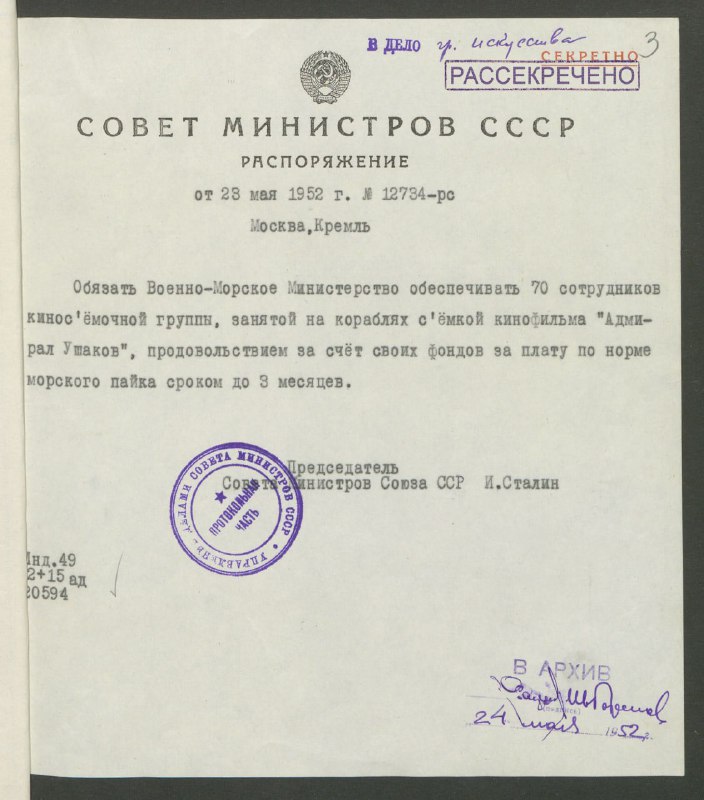 В ДЕЛО гр. искусства
3
СЕКРЕТНО
РАССЕКРЕЧЕНО
СОВЕТ МИНИСТРОВ СССР
РАСПОРЯЖЕНИЕ
от 23 мая 1952 г. № 12734-рс
Москва,Кремль
Обязать Военно-Морское Министерство обеспечивать 70 сотрудников
кинос'ёмочной группы, занятой на кораблях с'ёмкой кинофильма "Адми-
рал Ушаков", продовольствием за счёт своих фондов за плату по норме
морского пайка сроком до 3 месяцев.
Председатель
Совета Министров Союза ССР И.Сталин
УПРАВЛЕНИЕ ДЕЛАМИ СОВЕТА МИНИСТРОВ СССР
ПРОТОКОЛЬНАЯ
ЧАСТЬ
Инд.49
2+15 ад
20594
В АРХИВ
24 мая 1952 г.